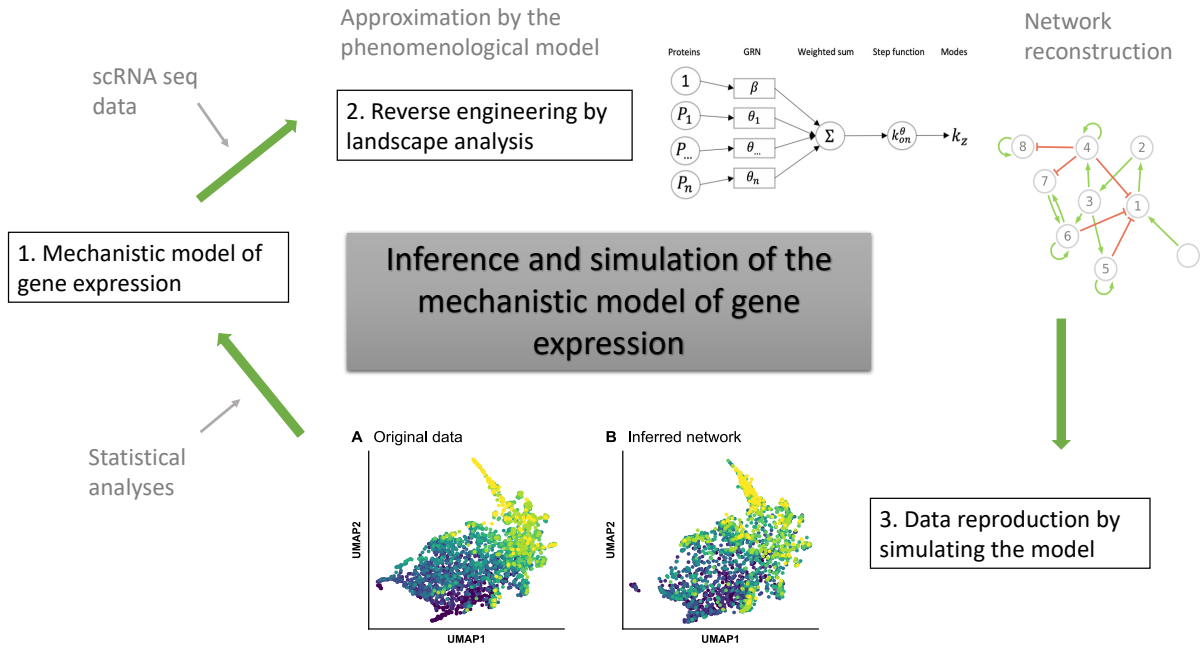 Approximation by the
phenomenological model
Network
reconstruction
scRNA seq
data
2. Reverse engineering by
landscape analysis
Proteins GRN Weighted sum Step function Modes
1 β
P₁ θ₁
P... θ...
Pₙ θₙ
Σ k_on^θ k_z
8 4 2
7
3 1
6
5
1. Mechanistic model of
gene expression
Inference and simulation of the
mechanistic model of gene
expression
Statistical
analyses
A Original data
UMAP2
UMAP1
B Inferred network
UMAP2
UMAP1
3. Data reproduction by
simulating the model